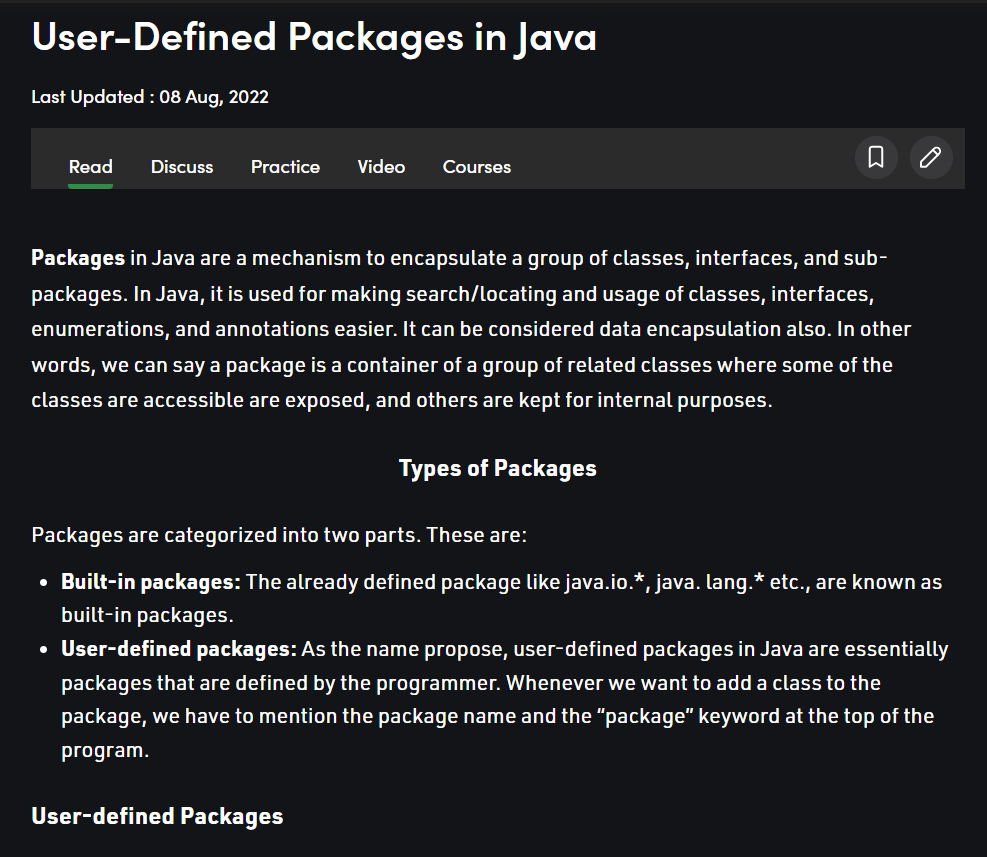 User-Defined Packages in Java
Last Updated : 08 Aug, 2022
Read Discuss Practice Video Courses
Packages in Java are a mechanism to encapsulate a group of classes, interfaces, and sub-
packages. In Java, it is used for making search/locating and usage of classes, interfaces,
enumerations, and annotations easier. It can be considered data encapsulation also. In other
words, we can say a package is a container of a group of related classes where some of the
classes are accessible are exposed, and others are kept for internal purposes.
Types of Packages
Packages are categorized into two parts. These are:
• Built-in packages: The already defined package like java.io.*, java. lang.* etc., are known as
built-in packages.
• User-defined packages: As the name propose, user-defined packages in Java are essentially
packages that are defined by the programmer. Whenever we want to add a class to the
package, we have to mention the package name and the “package” keyword at the top of the
program.
User-defined Packages